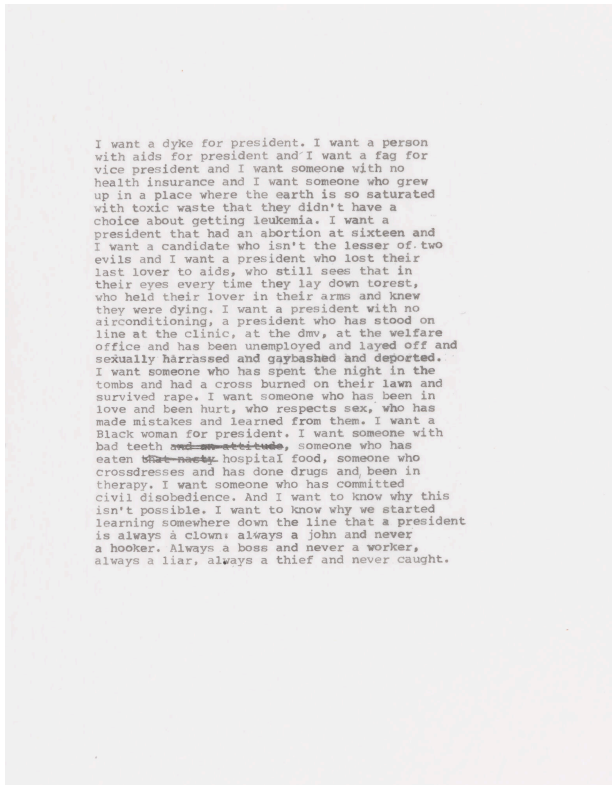 I want a dyke for president. I want a person
with aids for president and I want a fag for
vice president and I want someone with no
health insurance and I want someone who grew
up in a place where the earth is so saturated
with toxic waste that they didn't have a
choice about getting leukemia. I want a
president that had an abortion at sixteen and
I want a candidate who isn't the lesser of two
evils and I want a president who lost their
last lover to aids, who still sees that in
their eyes every time they lay down torest,
who held their lover in their arms and knew
they were dying. I want a president with no
airconditioning, a president who has stood on
line at the clinic, at the dmv, at the welfare
office and has been unemployed and layed off and
sexually harrassed and gaybashed and deported.
I want someone who has spent the night in the
tombs and had a cross burned on their lawn and
survived rape. I want someone who has been in
love and been hurt, who respects sex, who has
made mistakes and learned from them. I want a
Black woman for president. I want someone with
bad teeth and an attitude, someone who has
eaten that nasty hospital food, someone who
crossdresses and has done drugs and been in
therapy. I want someone who has committed
civil disobedience. And I want to know why this
isn't possible. I want to know why we started
learning somewhere down the line that a president
is always a clown: always a john and never
a hooker. Always a boss and never a worker,
always a liar, always a thief and never caught.